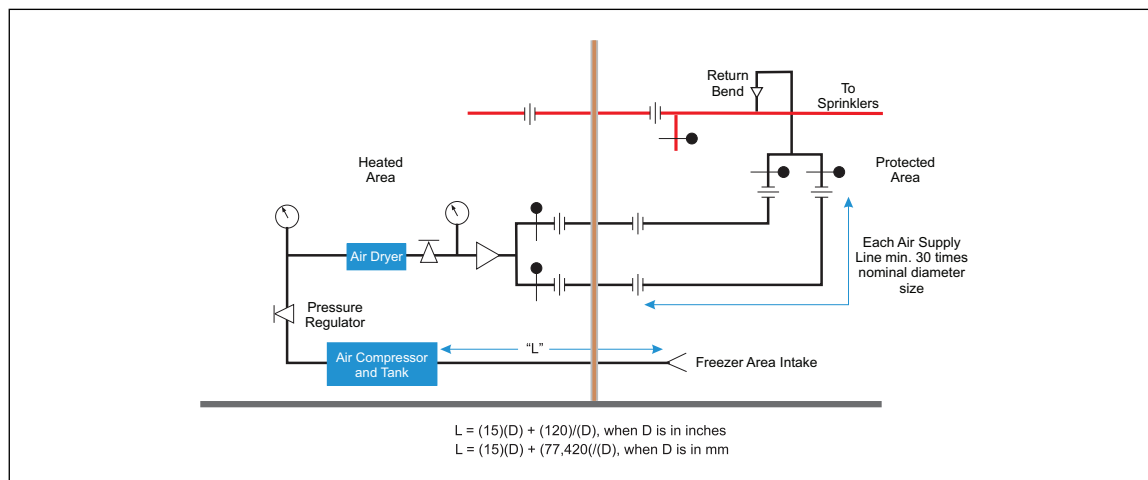 Return
Bend
To
Sprinklers
Heated
Area
Protected
Area
Air Dryer
Each Air Supply
Line min. 30 times
nominal diameter
size
Pressure
Regulator
"L"
Air Compressor
and Tank
Freezer Area Intake
L = (15)(D) + (120)/(D), when D is in inches
L = (15)(D) + (77,420(/(D), when D is in mm